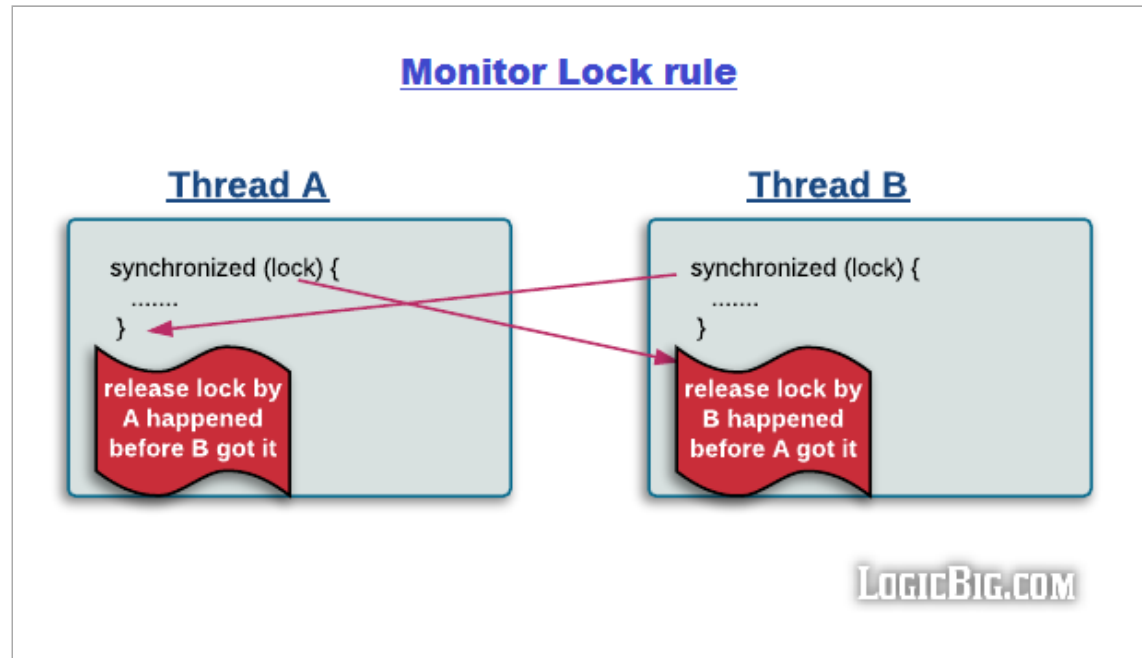 Monitor Lock rule
Thread A
synchronized (lock) {
.......
}
release lock by
A happened
before B got it
Thread B
synchronized (lock) {
.......
}
release lock by
B happened
before A got it
LogicBig.com